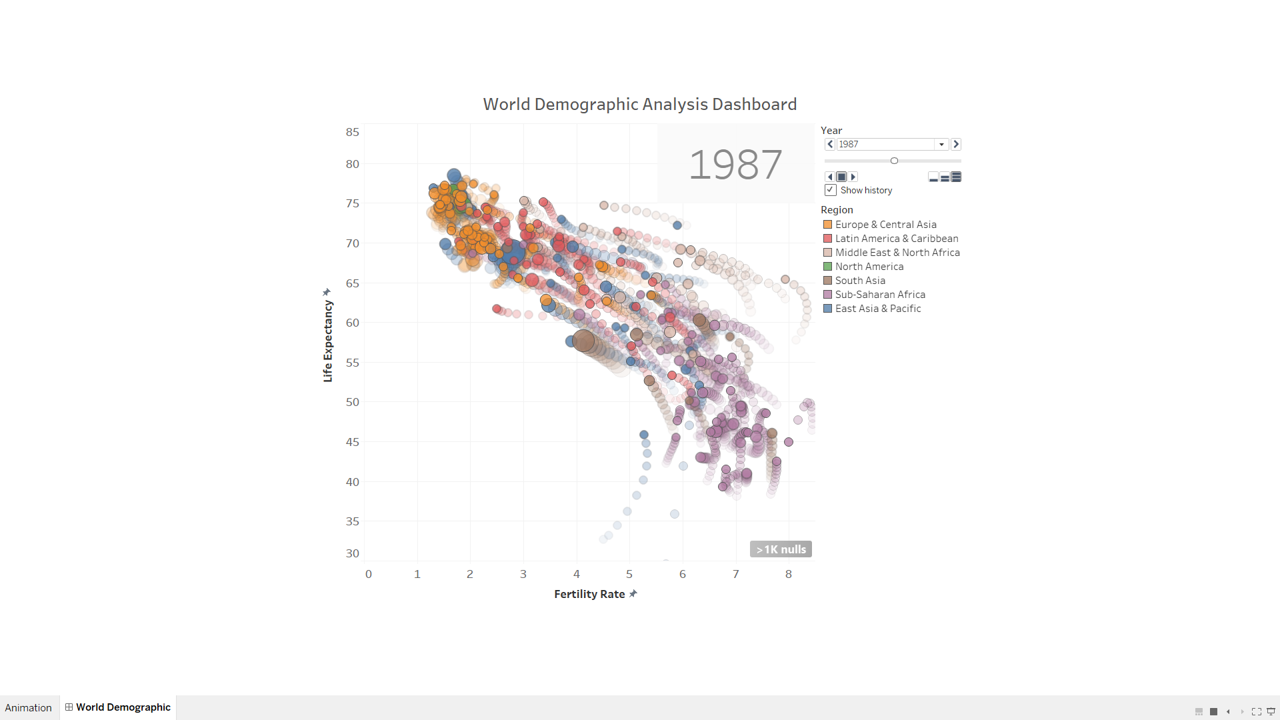 World Demographic Analysis Dashboard
1987
85
80
75
70
65
60
55
50
45
40
35
30
Life Expectancy
>1K nulls
0 1 2 3 4 5 6 7 8
Fertility Rate
Year
1987
Show history
Region
Europe & Central Asia
Latin America & Caribbean
Middle East & North Africa
North America
South Asia
Sub-Saharan Africa
East Asia & Pacific
Animation World Demographic